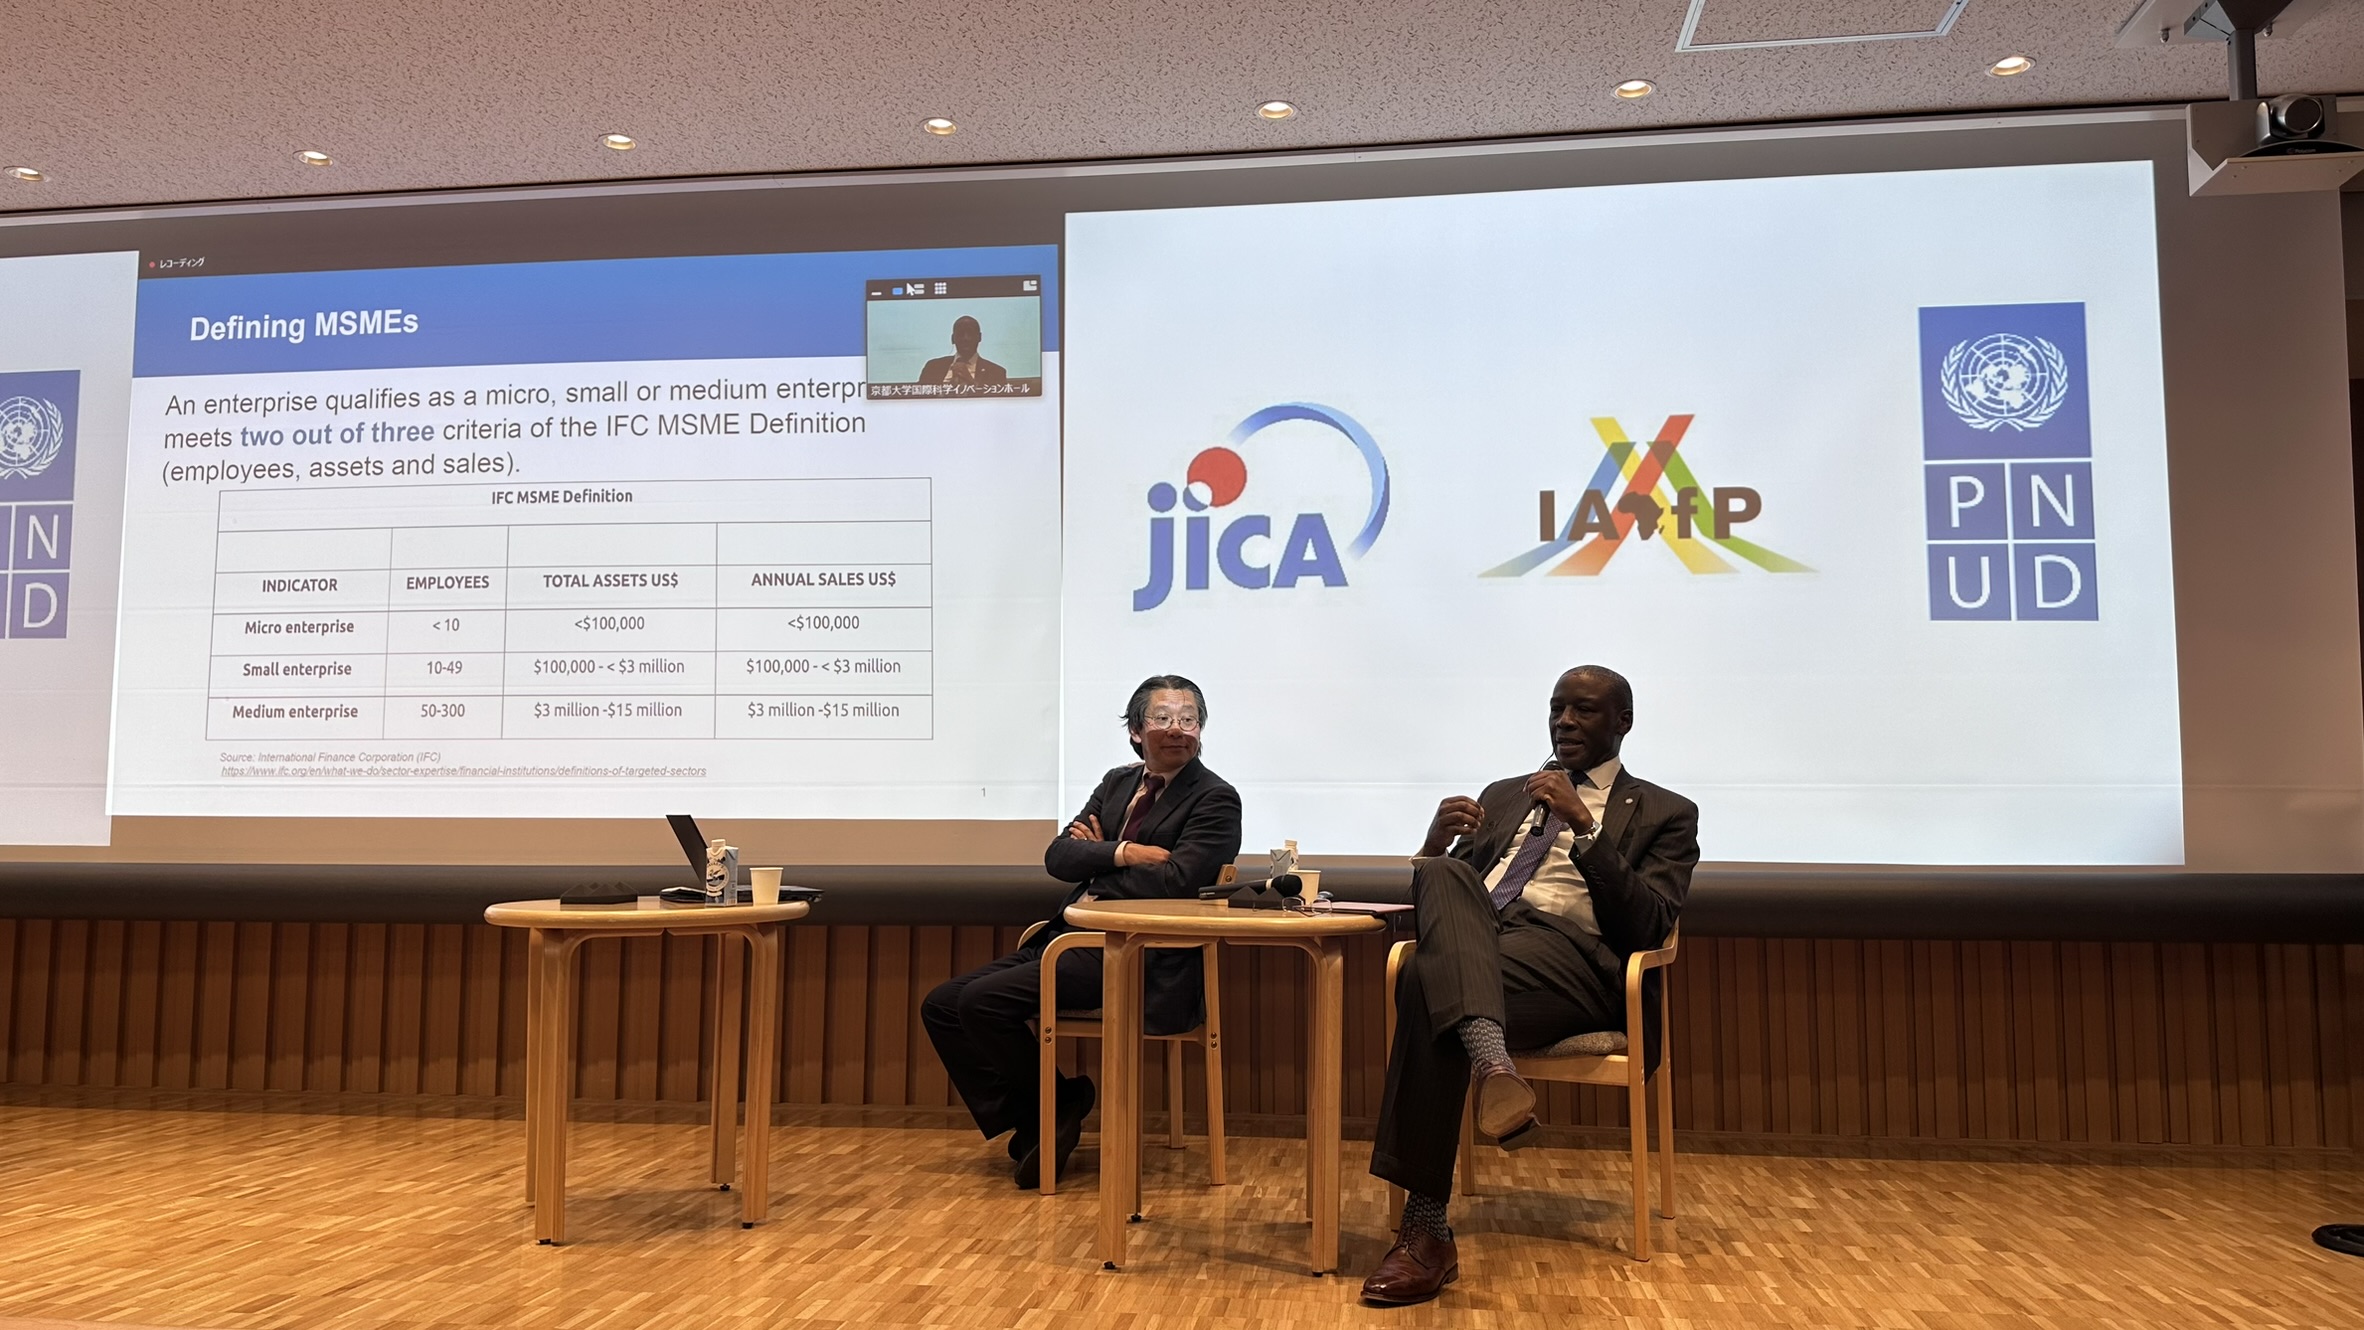 レコーディング
Defining MSMEs
京都大学国際科学イノベーションホール
An enterprise qualifies as a micro, small or medium
meets two out of three criteria of the IFC MSME Definition
(employees, assets and sales).
IFC MSME Definition
INDICATOR EMPLOYEES TOTAL ASSETS US$ ANNUAL SALES US$
Micro enterprise < 10 <$100,000 <$100,000
Small enterprise 10-49 $100,000 - < $3 million $100,000 - < $3 million
Medium enterprise 50-300 $3 million -$15 million $3 million -$15 million
Source: International Finance Corporation (IFC)
https://www.ifc.org/en/what-we-do/sector-expertise/financial-institutions/definitions-of-targeted-sectors
1
N
D
jICA
IAfP
P N
U D